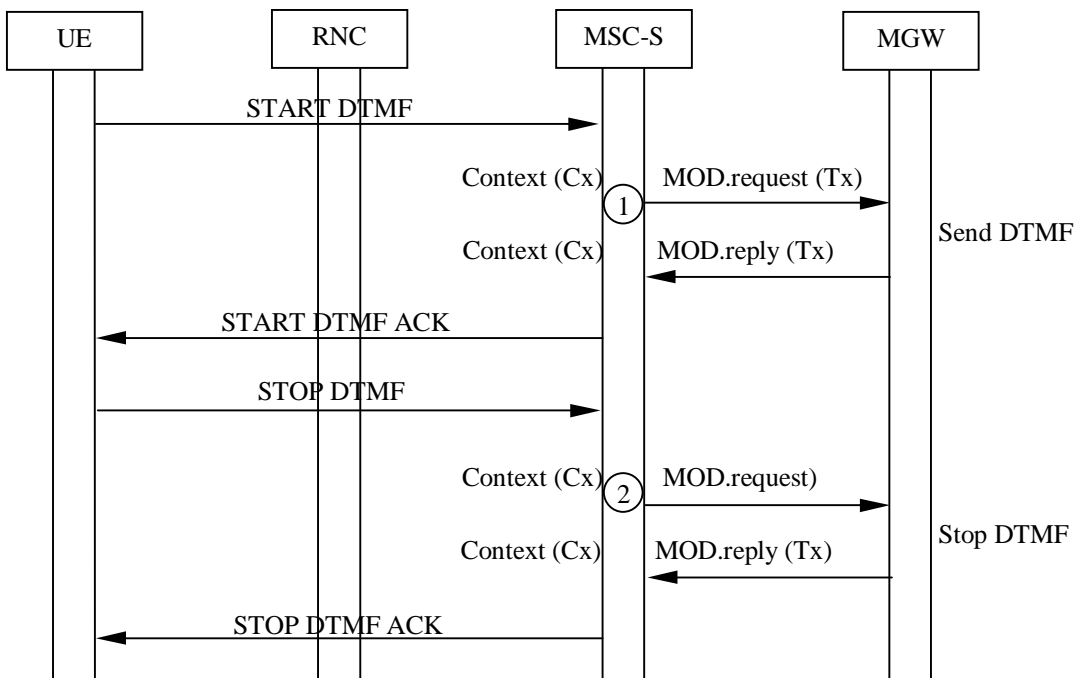 UE RNC MSC-S MGW
START DTMF
Context (Cx) MOD.request (Tx)
1
Send DTMF
Context (Cx) MOD.reply (Tx)
START DTMF ACK
STOP DTMF
Context (Cx) MOD.request)
2
Stop DTMF
Context (Cx) MOD.reply (Tx)
STOP DTMF ACK